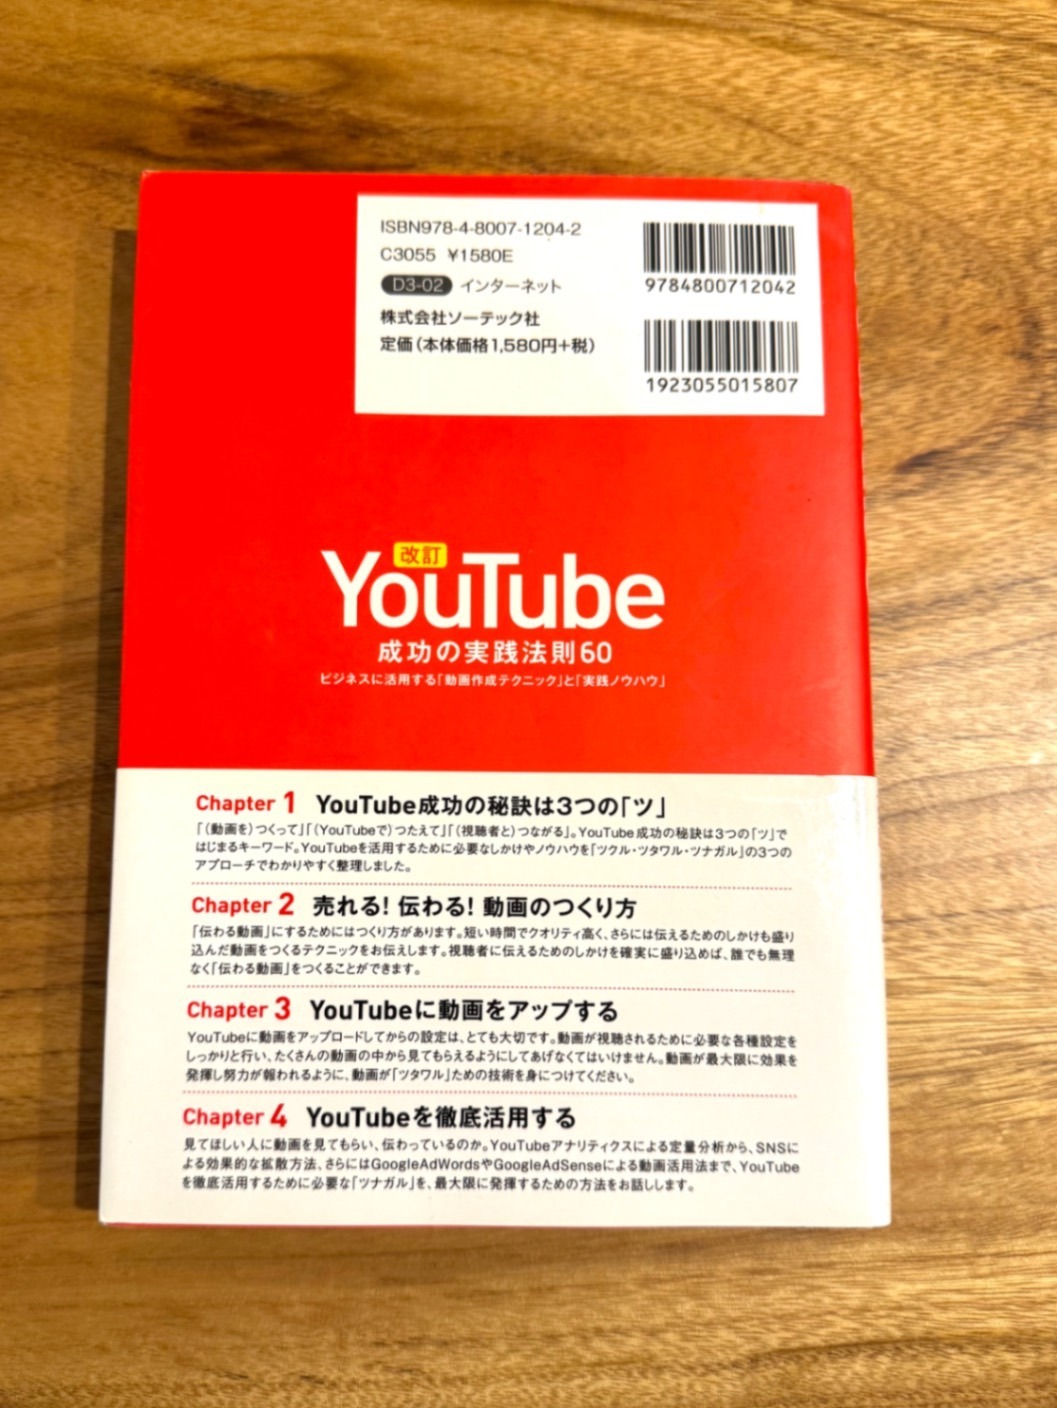 ISBN978-4-8007-1204-2
C3055 ¥1580E
D3-02 インターネット
株式会社ソーテック社
定価(本体価格1,580円+税)
9784800712042
1923055015807
改訂
YouTube
成功の実践法則60
ビジネスに活用する「動画作成テクニック」と「実践ノウハウ」
Chapter 1 YouTube成功の秘訣は3つの「ツ」
「(動画を)つくって」「(YouTubeで)つたえて」「(視聴者と)つながる」。YouTube成功の秘訣は3つの「ツ」で
はじまるキーワード。YouTubeを活用するために必要なしかけやノウハウを「ツクル・ツタワル・ツナガル」の3つの
アプローチでわかりやすく整理しました。
Chapter 2 売れる! 伝わる! 動画のつくり方
「伝わる動画」にするためにはつくり方があります。短い時間でクオリティ高く、さらには伝えるためのしかけも盛り
込んだ動画をつくるテクニックをお伝えします。視聴者に伝えるためのしかけを確実に盛り込めば、誰でも無理
なく「伝わる動画」をつくることができます。
Chapter 3 YouTubeに動画をアップする
YouTubeに動画をアップロードしてからの設定は、とても大切です。動画が視聴されるために必要な各種設定を
しっかりと行い、たくさんの動画の中から見てもらえるようにしてあげなくてはいけません。動画が最大限に効果を
発揮し努力が報われるように、動画が「ツタワル」ための技術を身につけてください。
Chapter 4 YouTubeを徹底活用する
見てほしい人に動画を見てもらい、伝わっているのか。YouTubeアナリティクスによる定量分析から、SNSに
よる効果的な拡散方法、さらにはGoogleAdWordsやGoogleAdSenseによる動画活用法まで、YouTube
を徹底活用するために必要な「ツナガル」を、最大限に発揮するための方法をお話しします。